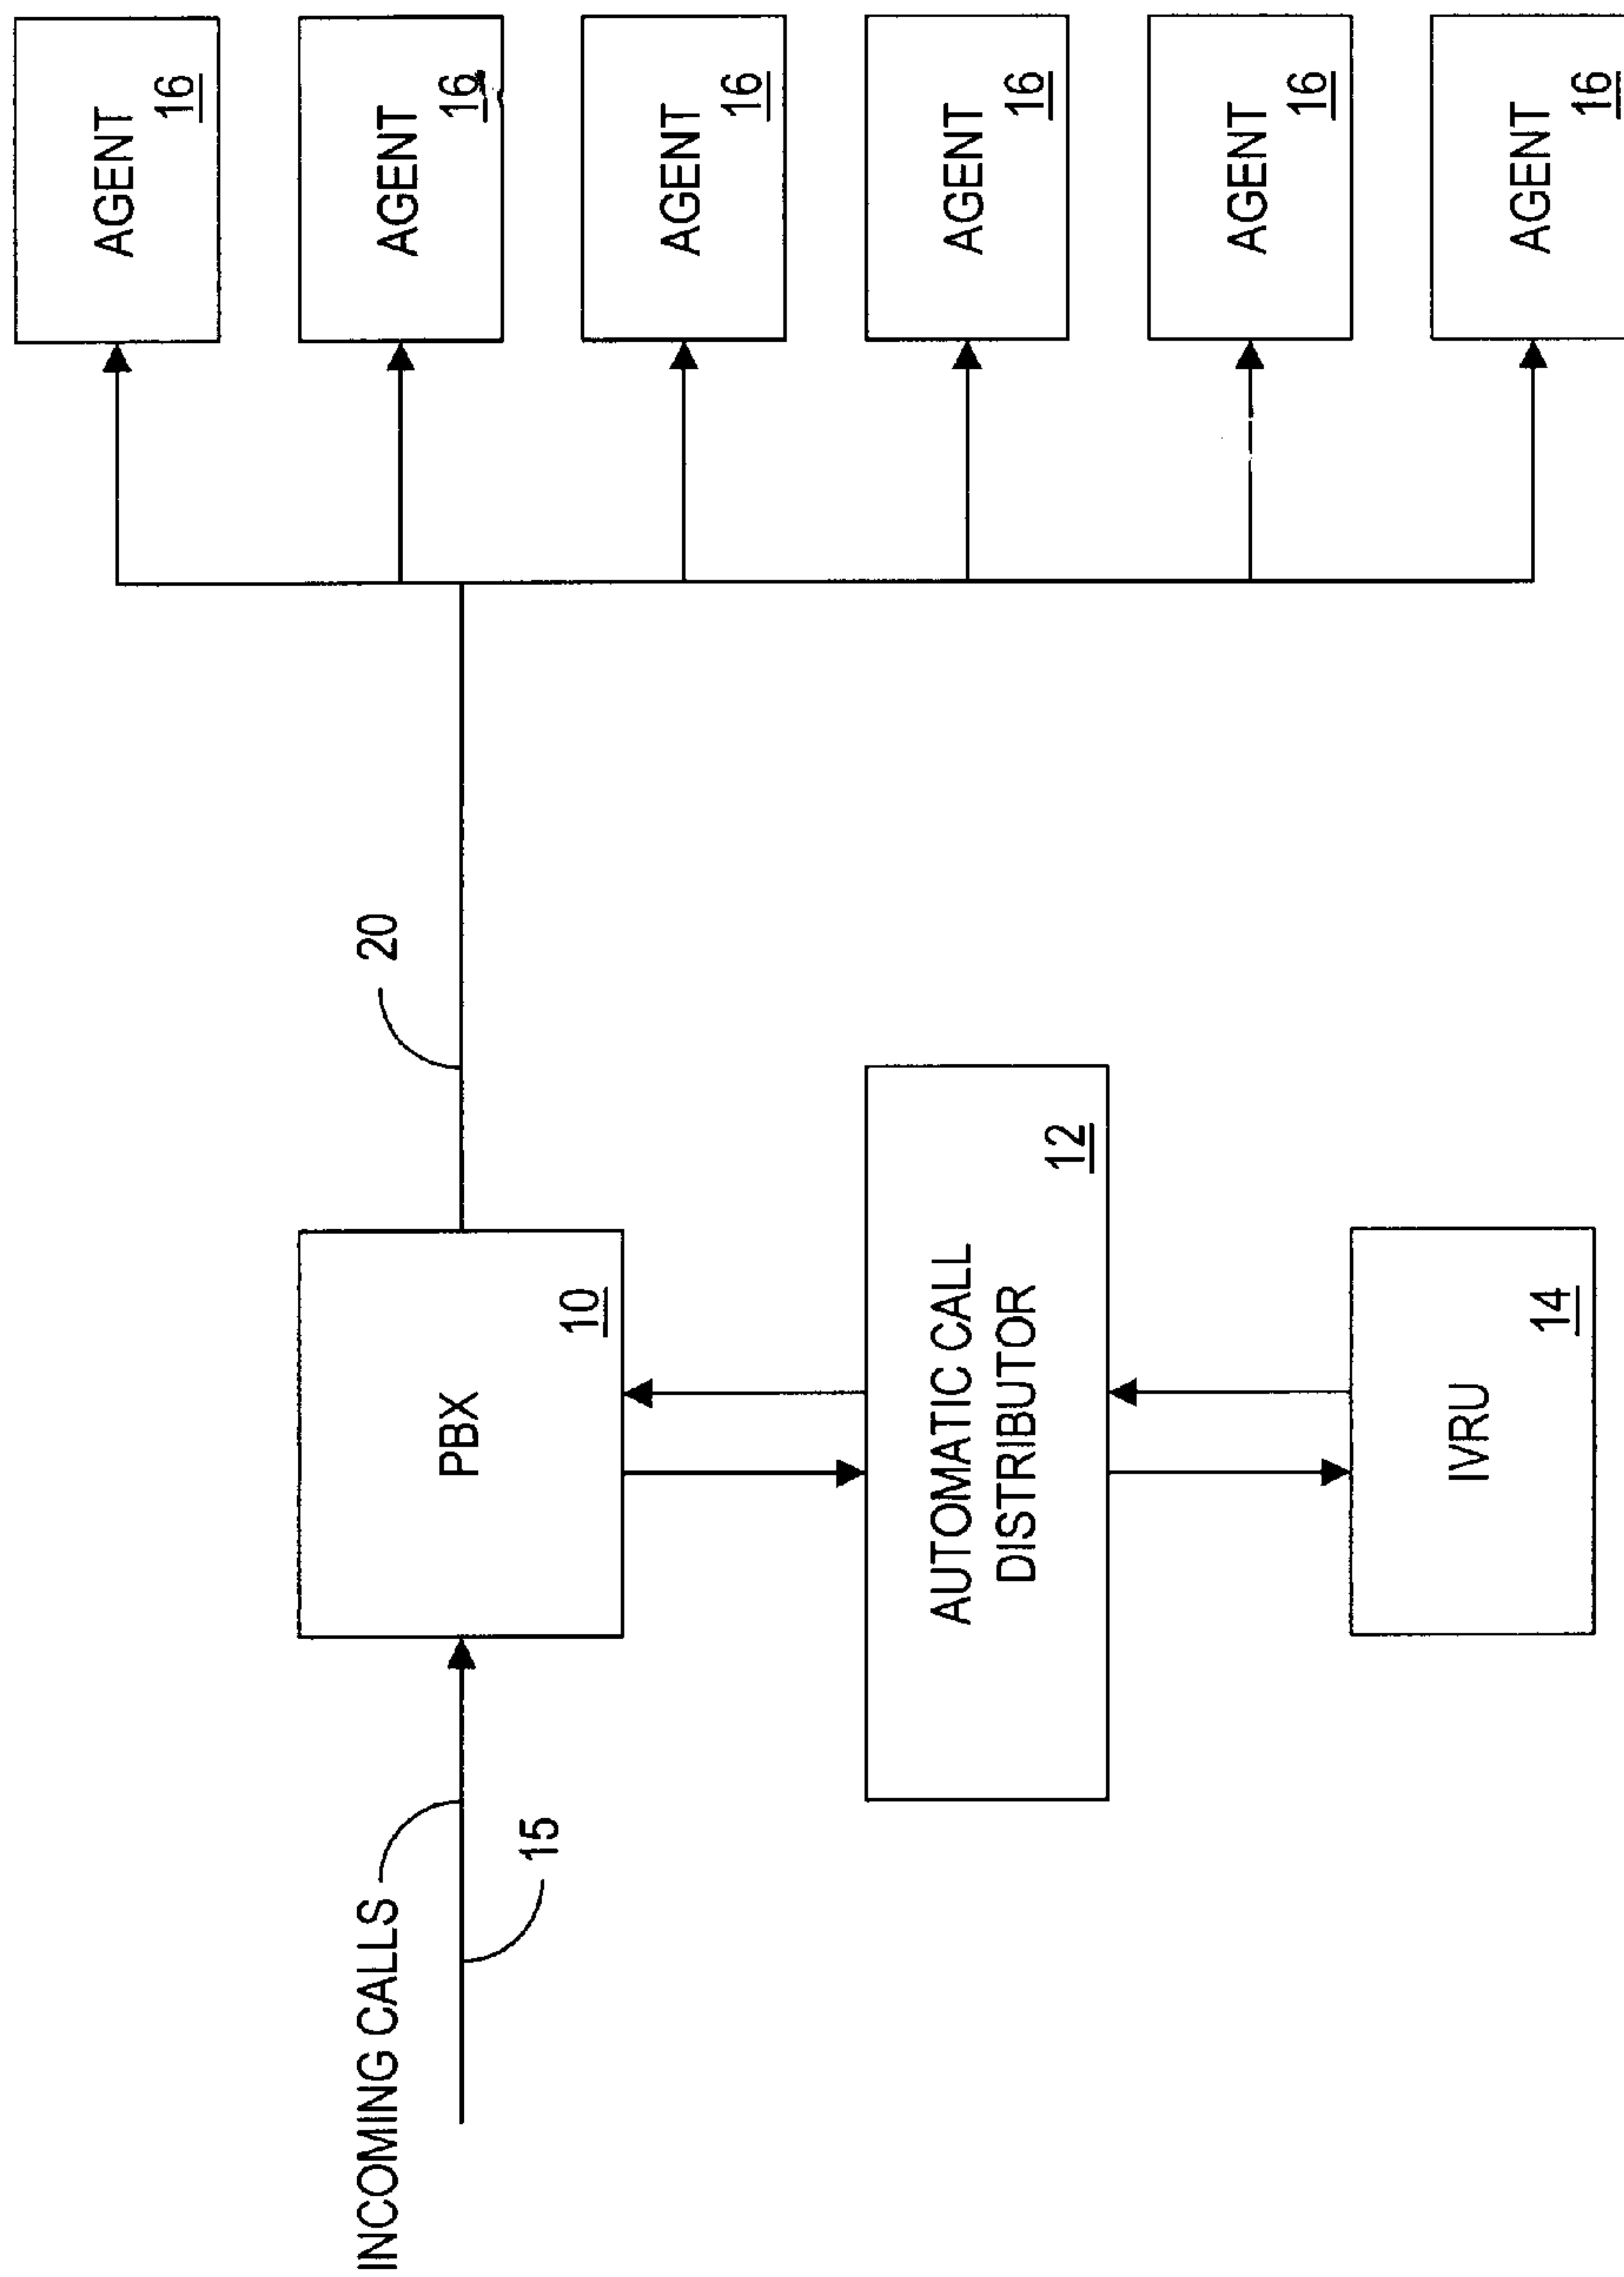 INCOMING CALLS
15
PBX
10
20
AUTOMATIC CALL
DISTRIBUTOR
12
IVRU
14
AGENT
16
AGENT
16
AGENT
16
AGENT
16
AGENT
16
AGENT
16